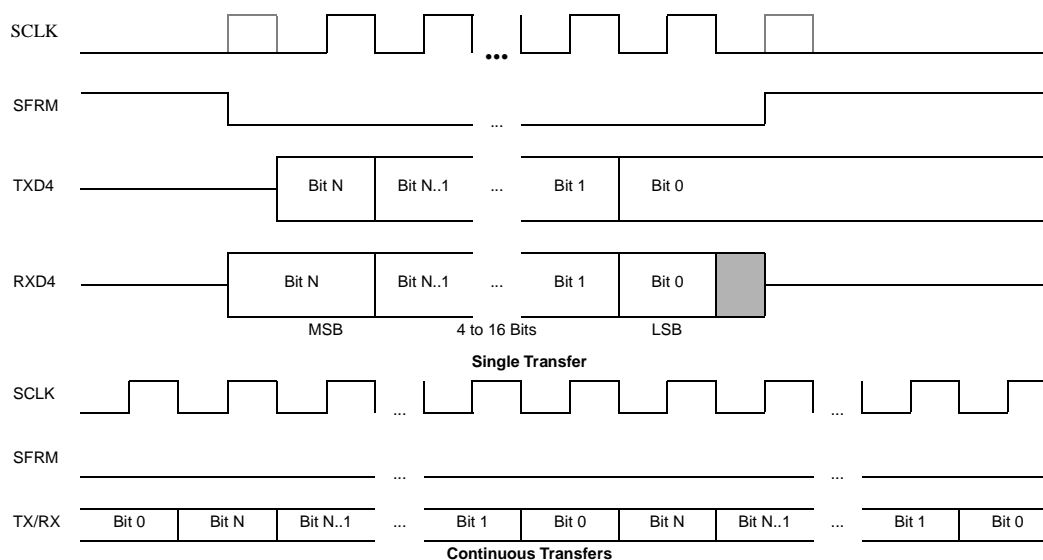 SCLK
...
SFRM
...
TXD4 Bit N Bit N..1 ... Bit 1 Bit 0
RXD4 Bit N Bit N..1 ... Bit 1 Bit 0
MSB 4 to 16 Bits LSB
Single Transfer
SCLK
... ...
SFRM
... ...
TX/RX Bit 0 Bit N Bit N..1 ... Bit 1 Bit 0 Bit N Bit N..1 ... Bit 1 Bit 0
Continuous Transfers